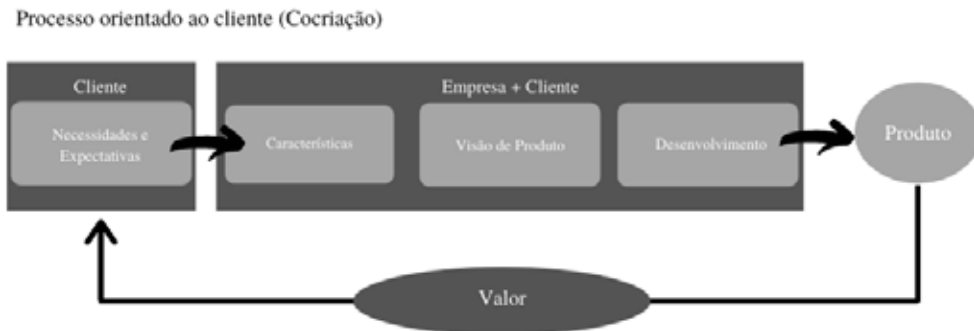 Processo orientado ao cliente (Cocriação)
Cliente
Empresa + Cliente
Necessidades e
Expectativas
Características
Visão de Produto
Desenvolvimento
Produto
Valor